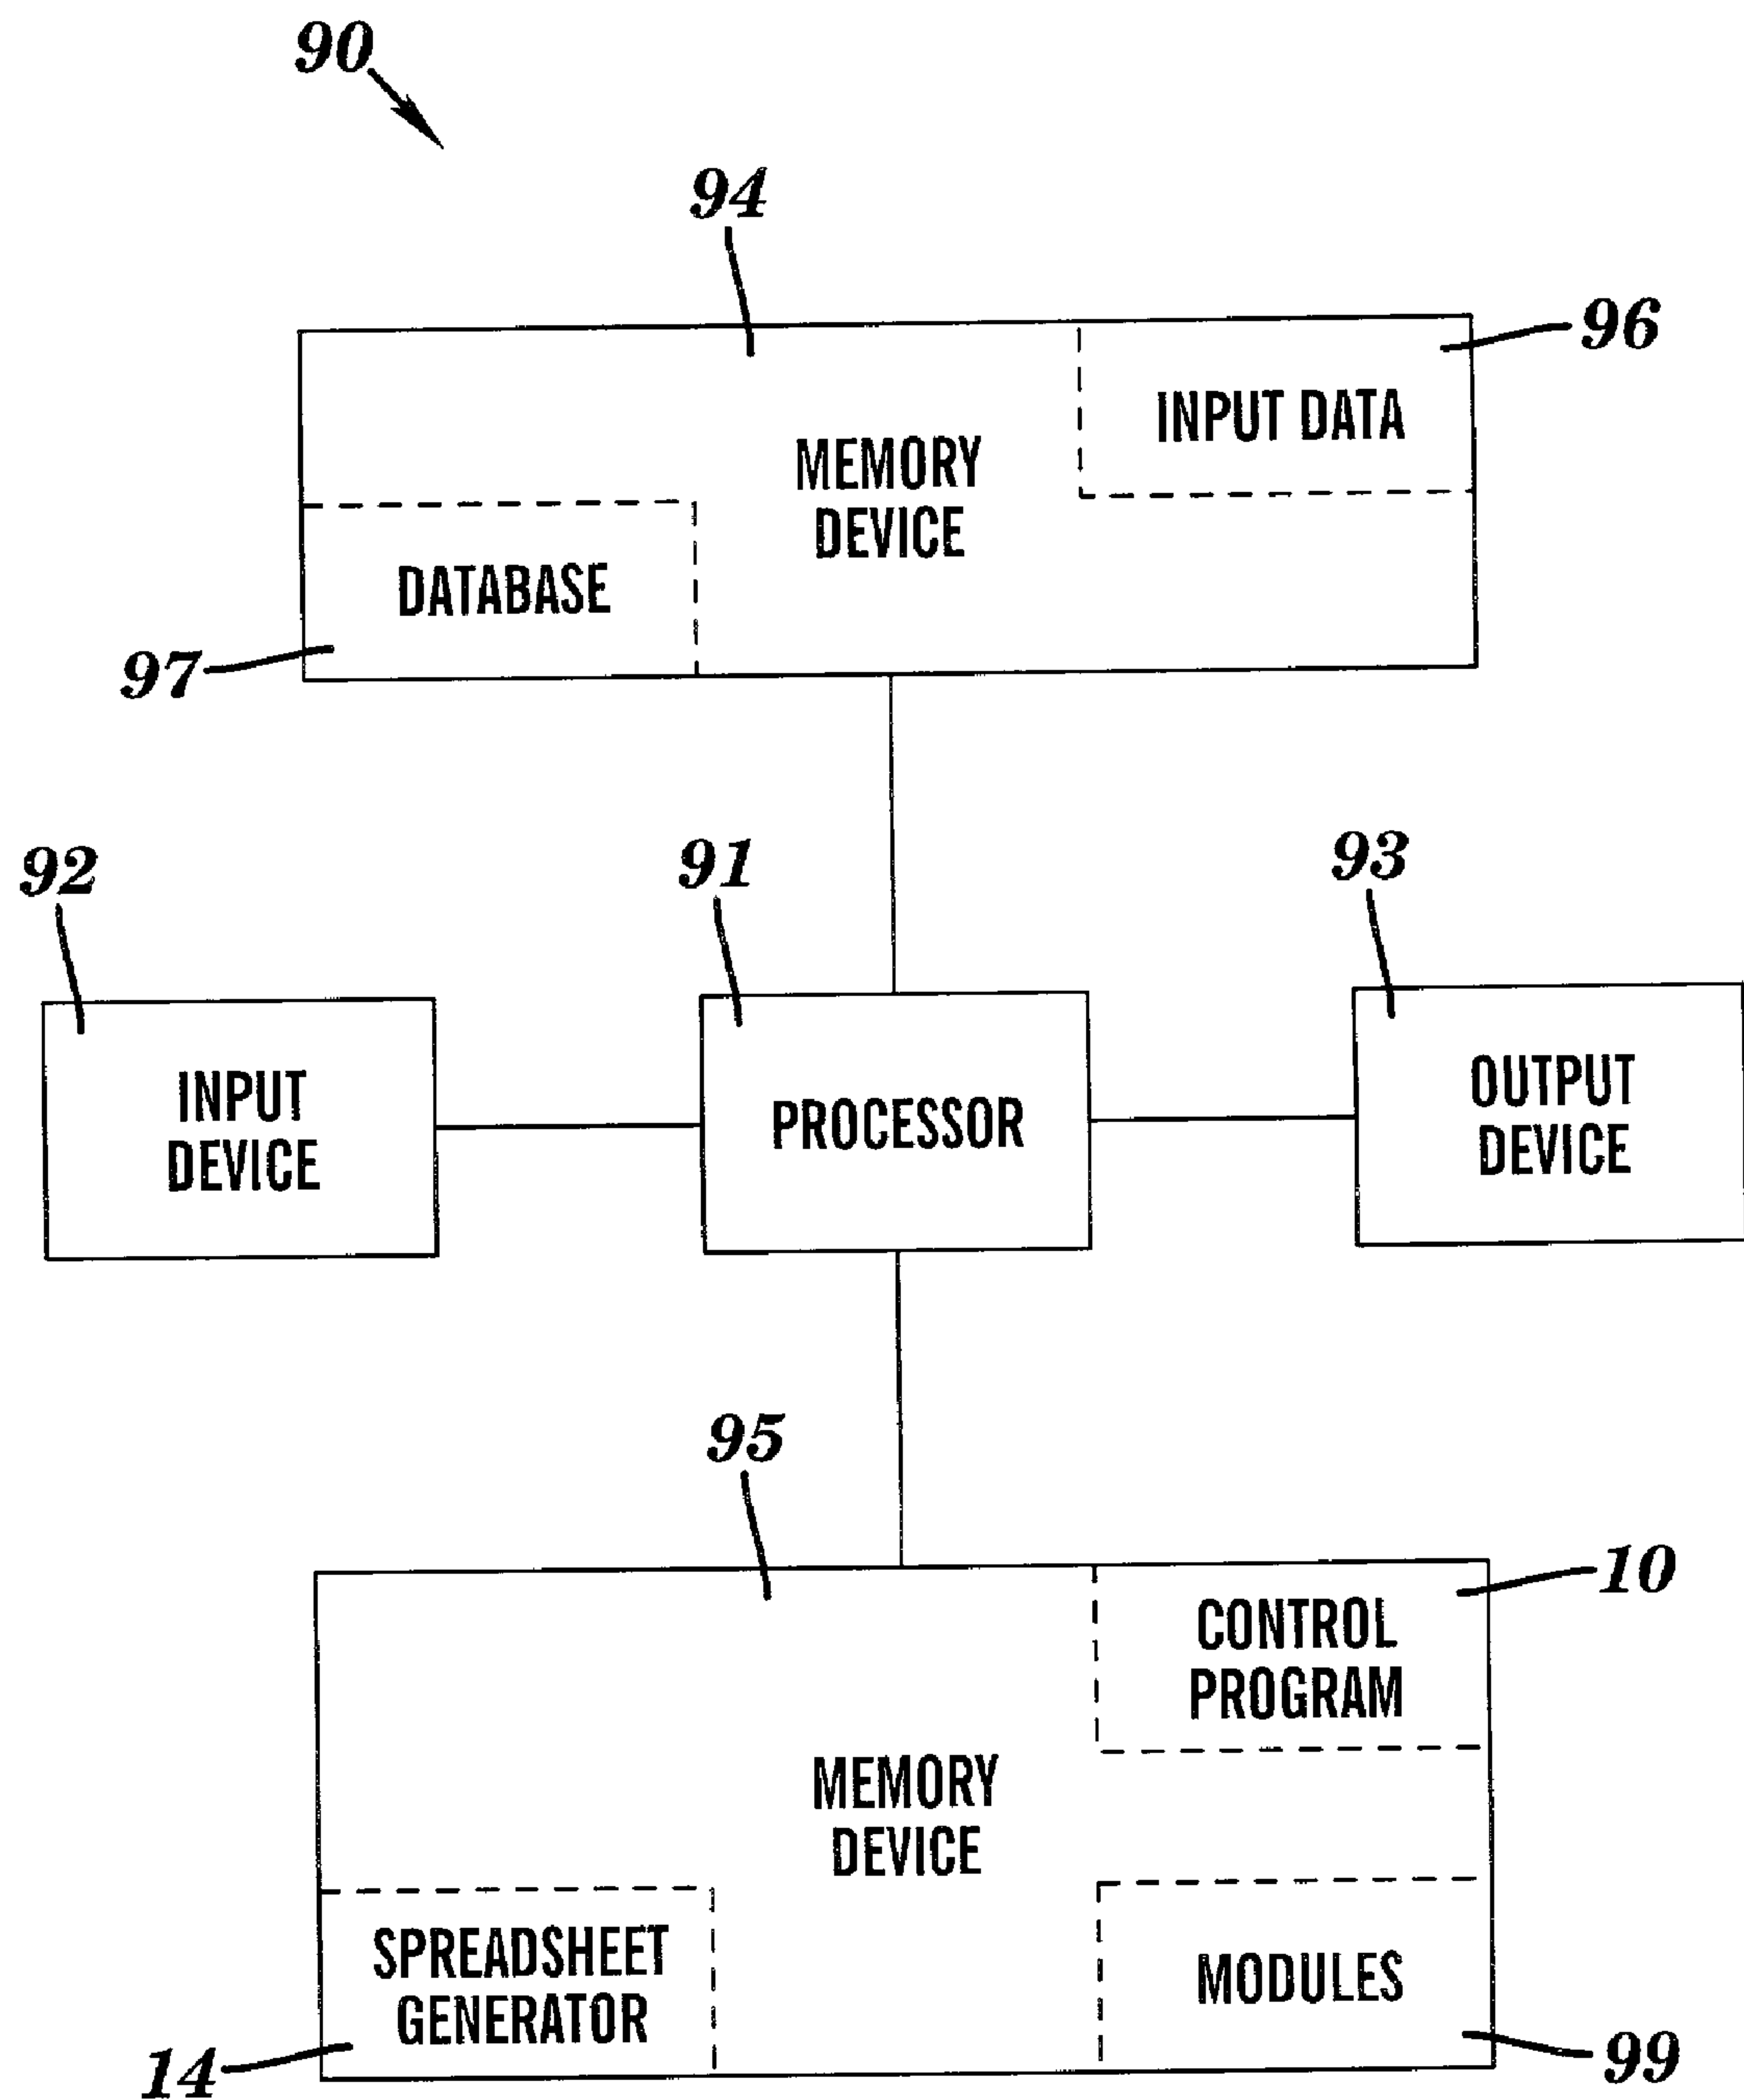 90
94
96
INPUT DATA
MEMORY
DEVICE
DATABASE
97
92
91
93
INPUT
DEVICE
PROCESSOR
OUTPUT
DEVICE
95
10
CONTROL
PROGRAM
MEMORY
DEVICE
SPREADSHEET
GENERATOR
MODULES
14
99